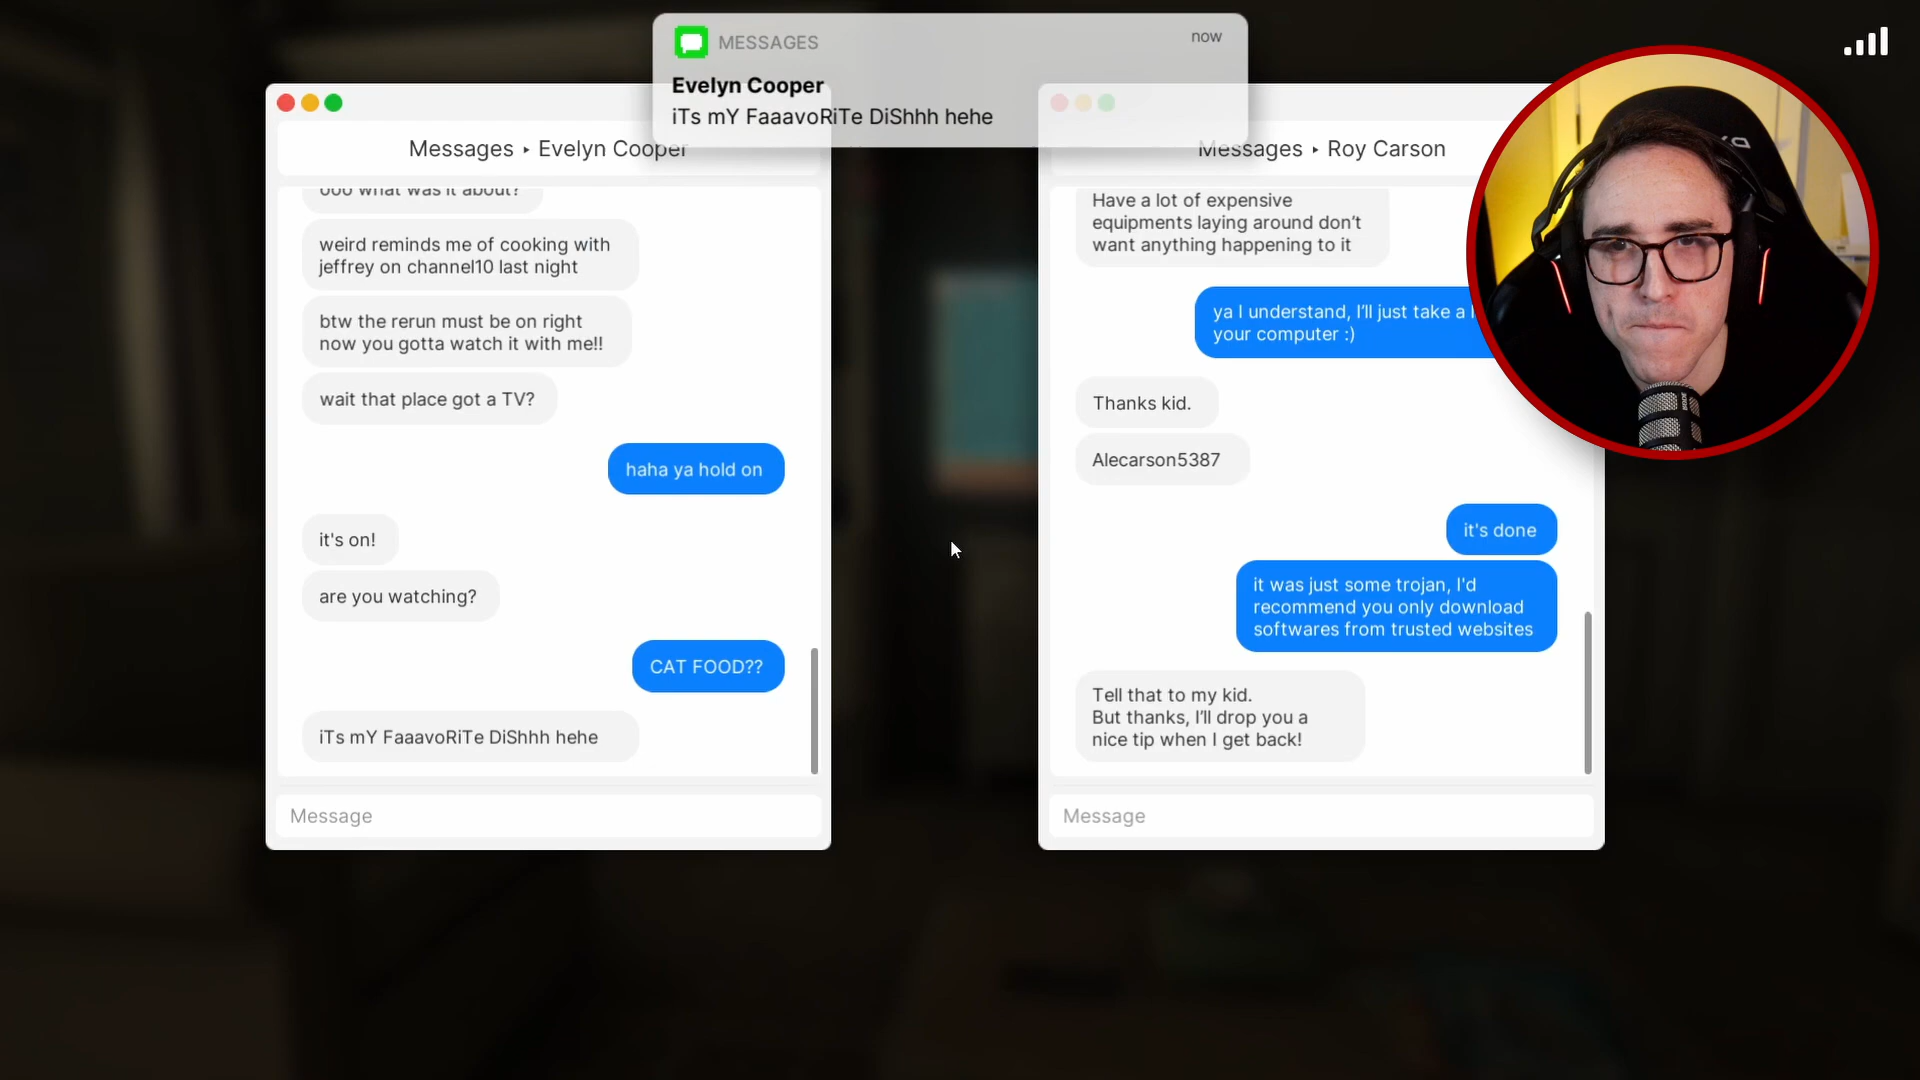 MESSAGES
now
Evelyn Cooper
iTs mY FaaavoRiTe DiShhh hehe
Messages ‣ Evelyn Cooper
ooo what was it about?
weird reminds me of cooking with
jeffrey on channel10 last night
btw the rerun must be on right
now you gotta watch it with me!!
wait that place got a TV?
haha ya hold on
it's on!
are you watching?
CAT FOOD??
iTs mY FaaavoRiTe DiShhh hehe
Message
Messages ‣ Roy Carson
Have a lot of expensive
equipments laying around don’t
want anything happening to it
ya I understand, I’ll just take a
your computer :)
Thanks kid.
Alecarson5387
it's done
it was just some trojan, I'd
recommend you only download
softwares from trusted websites
Tell that to my kid.
But thanks, I’ll drop you a
nice tip when I get back!
Message